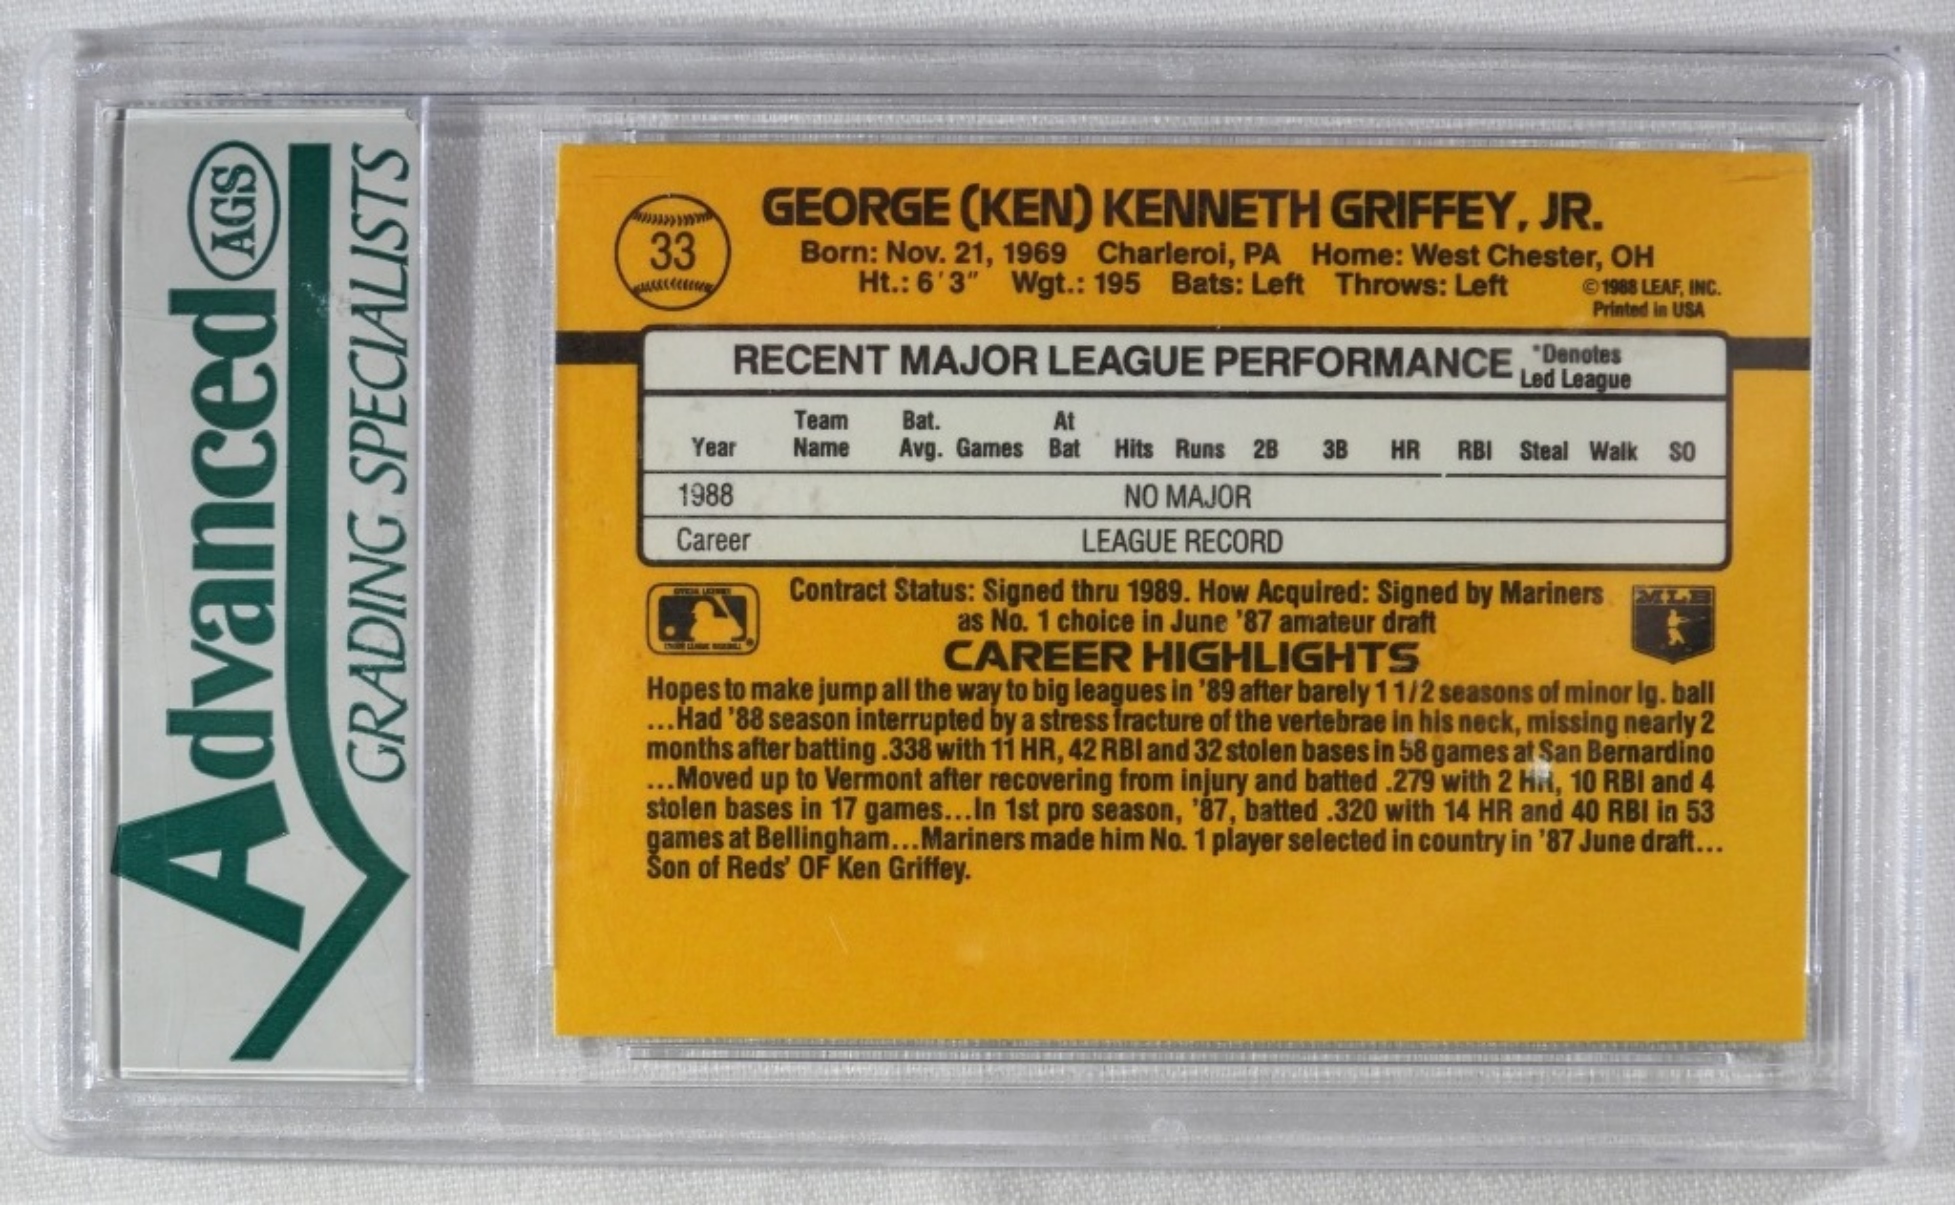 AGS
Advanced
GRADING SPECIALISTS
33
GEORGE (KEN) KENNETH GRIFFEY, JR.
Born: Nov. 21, 1969 Charleroi, PA Home: West Chester, OH
Ht.: 6'3" Wgt.: 195 Bats: Left Throws: Left
©1988 LEAF, INC.
Printed in USA
RECENT MAJOR LEAGUE PERFORMANCE *Denotes
Led League
Year Team Name Bat. Avg. Games At Bat Hits Runs 2B 3B HR RBI Steal Walk SO
1988 NO MAJOR
Career LEAGUE RECORD
Contract Status: Signed thru 1989. How Acquired: Signed by Mariners
as No. 1 choice in June '87 amateur draft
MLB
CAREER HIGHLIGHTS
Hopes to make jump all the way to big leagues in '89 after barely 1 1/2 seasons of minor lg. ball
...Had '88 season interrupted by a stress fracture of the vertebrae in his neck, missing nearly 2
months after batting .338 with 11 HR, 42 RBI and 32 stolen bases in 58 games at San Bernardino
...Moved up to Vermont after recovering from injury and batted .279 with 2 HR, 10 RBI and 4
stolen bases in 17 games...In 1st pro season, '87, batted .320 with 14 HR and 40 RBI in 53
games at Bellingham...Mariners made him No. 1 player selected in country in '87 June draft...
Son of Reds' OF Ken Griffey.